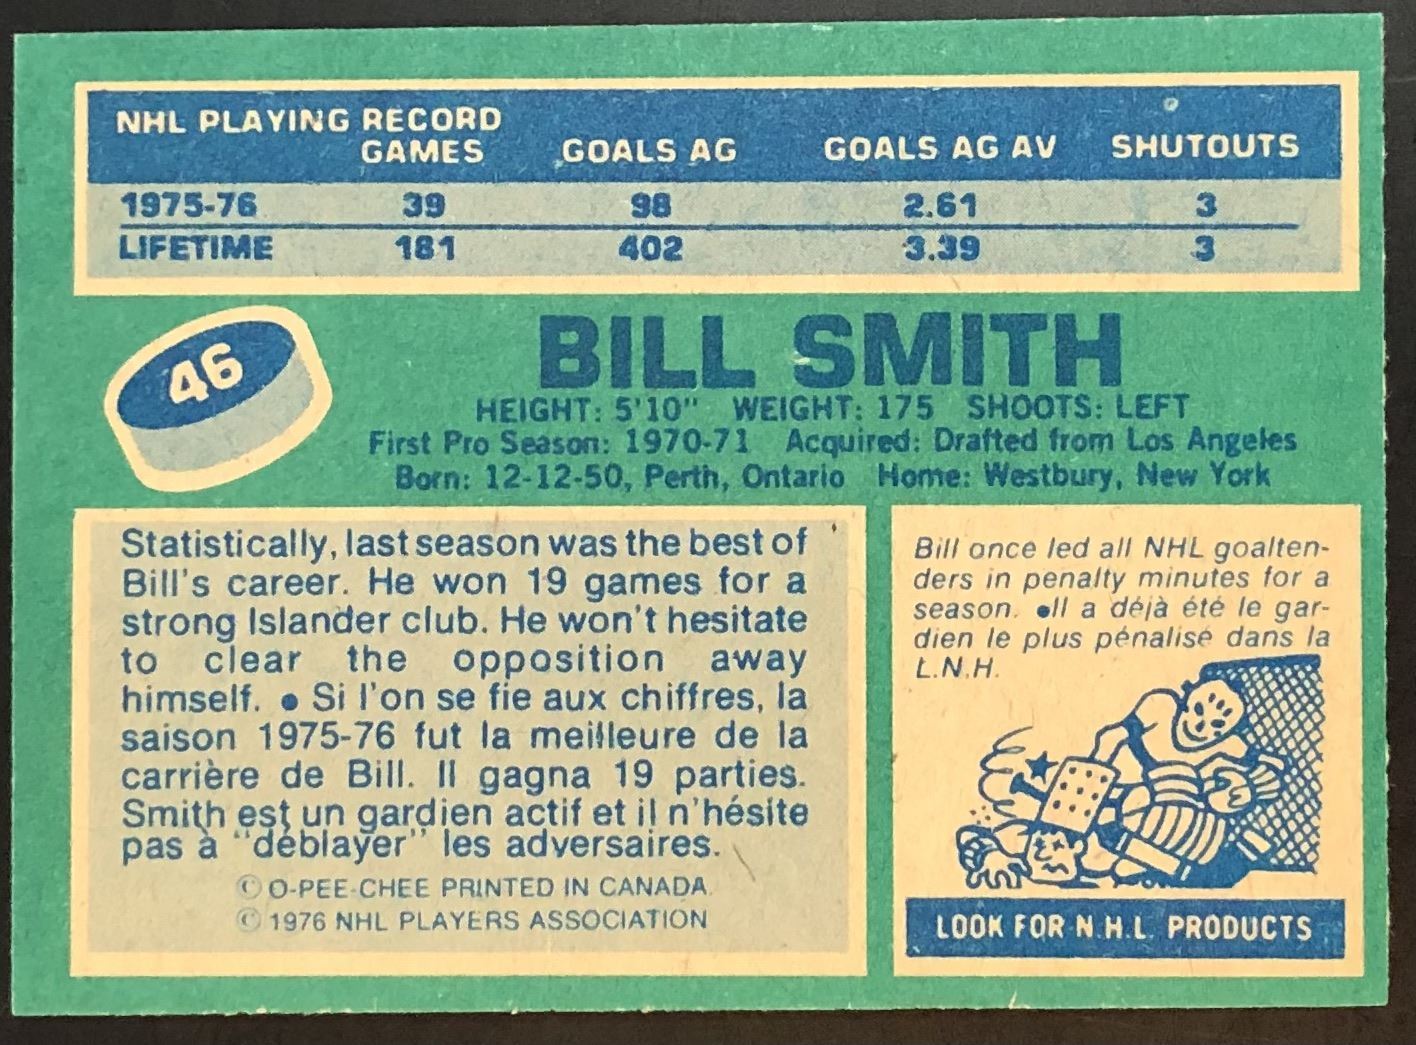 NHL PLAYING RECORD
GAMES GOALS AG GOALS AG AV SHUTOUTS
1975-76 39 98 2.61 3
LIFETIME 181 402 3.39 3
46
BILL SMITH
HEIGHT: 5'10" WEIGHT: 175 SHOOTS: LEFT
First Pro Season: 1970-71 Acquired: Drafted from Los Angeles
Born: 12-12-50, Perth, Ontario Home: Westbury, New York
Statistically, last season was the best of
Bill's career. He won 19 games for a
strong Islander club. He won't hesitate
to clear the opposition away
himself. ● Si l'on se fie aux chiffres, la
saison 1975-76 fut la meilleure de la
carrière de Bill. Il gagna 19 parties.
Smith est un gardien actif et il n'hésite
pas à "déblayer" les adversaires.
© O-PEE-CHEE PRINTED IN CANADA
© 1976 NHL PLAYERS ASSOCIATION
Bill once led all NHL goalten-
ders in penalty minutes for a
season. ●Il a déjà été le gar-
dien le plus pénalisé dans la
L.N.H.
LOOK FOR N.H.L. PRODUCTS